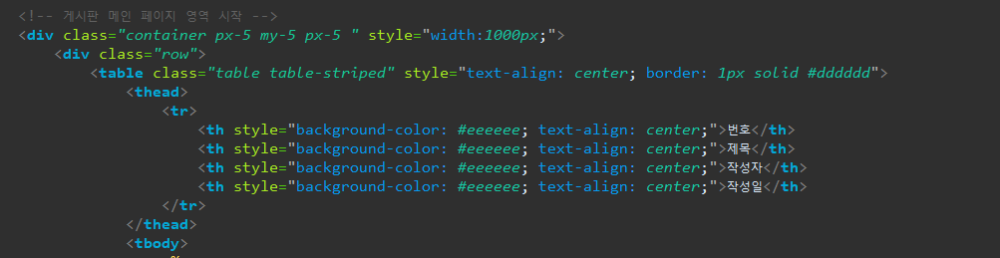 <!-- 게시판 메인 페이지 영역 시작 -->
<div class="container px-5 my-5 px-5 " style="width:1000px;">
<div class="row">
<table class="table table-striped" style="text-align: center; border: 1px solid #dddddd">
<thead>
<tr>
<th style="background-color: #eeeeee; text-align: center;">번호</th>
<th style="background-color: #eeeeee; text-align: center;">제목</th>
<th style="background-color: #eeeeee; text-align: center;">작성자</th>
<th style="background-color: #eeeeee; text-align: center;">작성일</th>
</tr>
</thead>
<tbody>